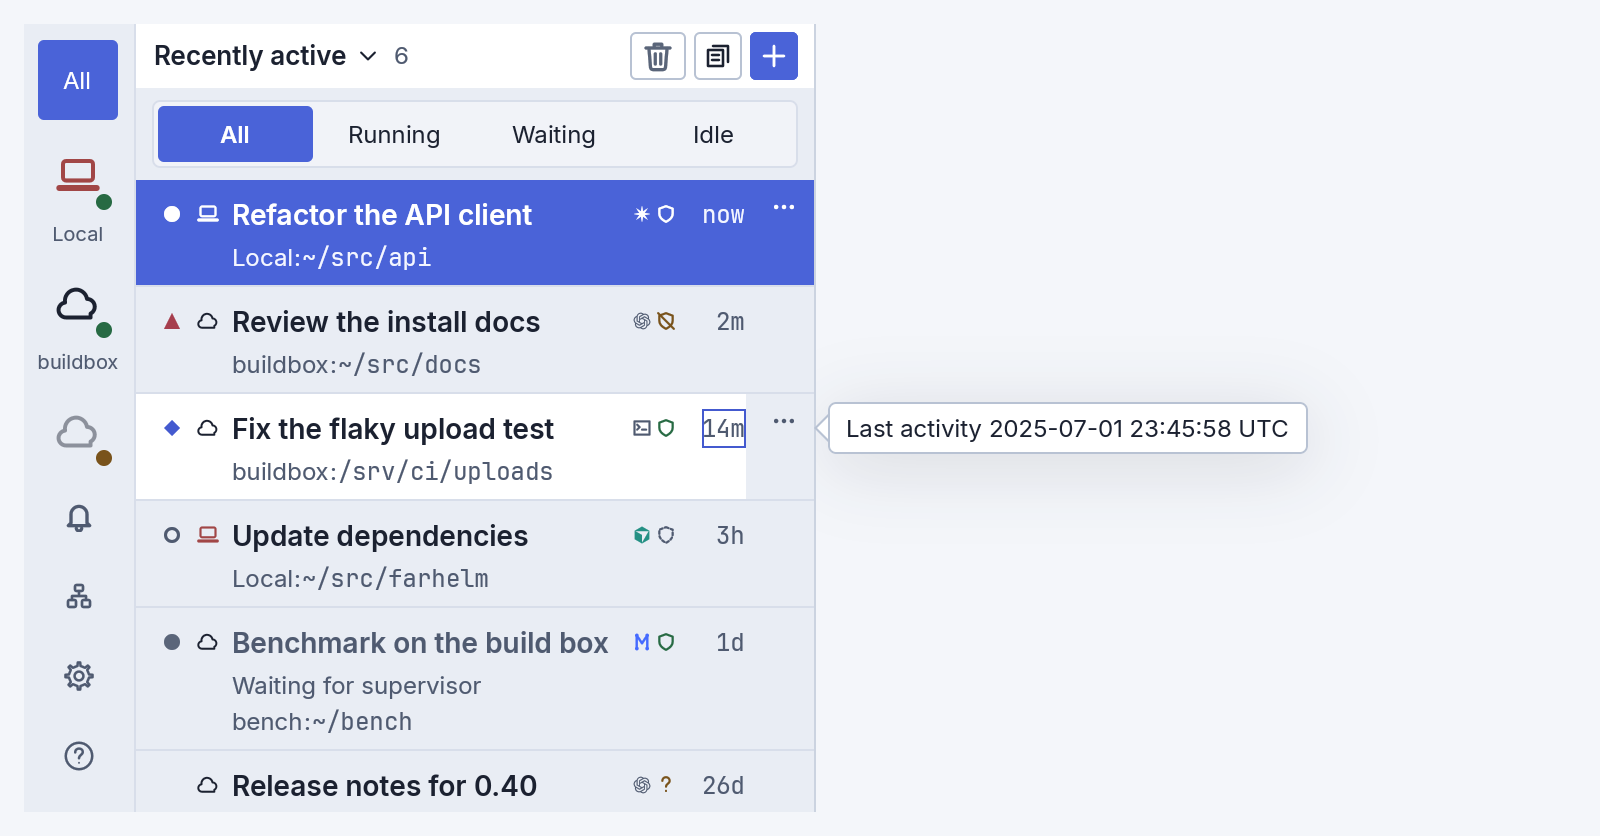 All
Local
buildbox
Recently active 6
All Running Waiting Idle
Refactor the API client now
Local:~/src/api
Review the install docs 2m
buildbox:~/src/docs
Fix the flaky upload test 14m
buildbox:/srv/ci/uploads
Last activity 2025-07-01 23:45:58 UTC
Update dependencies 3h
Local:~/src/farhelm
Benchmark on the build box 1d
Waiting for supervisor
bench:~/bench
Release notes for 0.40 ? 26d